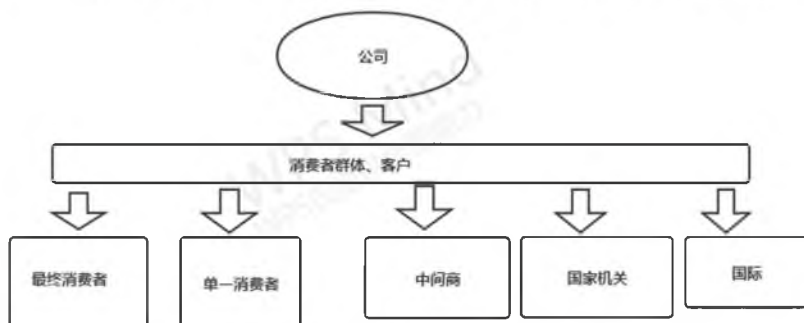 公司
消费者群体、客户
最终消费者
单一消费者
中间商
国家机关
国际